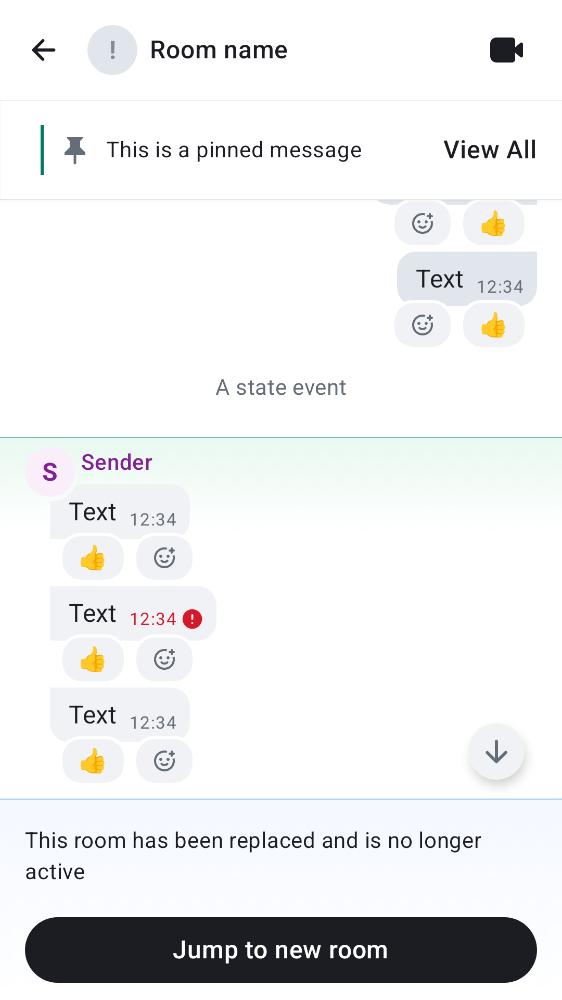 !
Room name
This is a pinned message
View All
👍
Text 12:34
👍
A state event
S
Sender
Text 12:34
👍
Text 12:34 !
👍
Text 12:34
👍
This room has been replaced and is no longer
active
Jump to new room